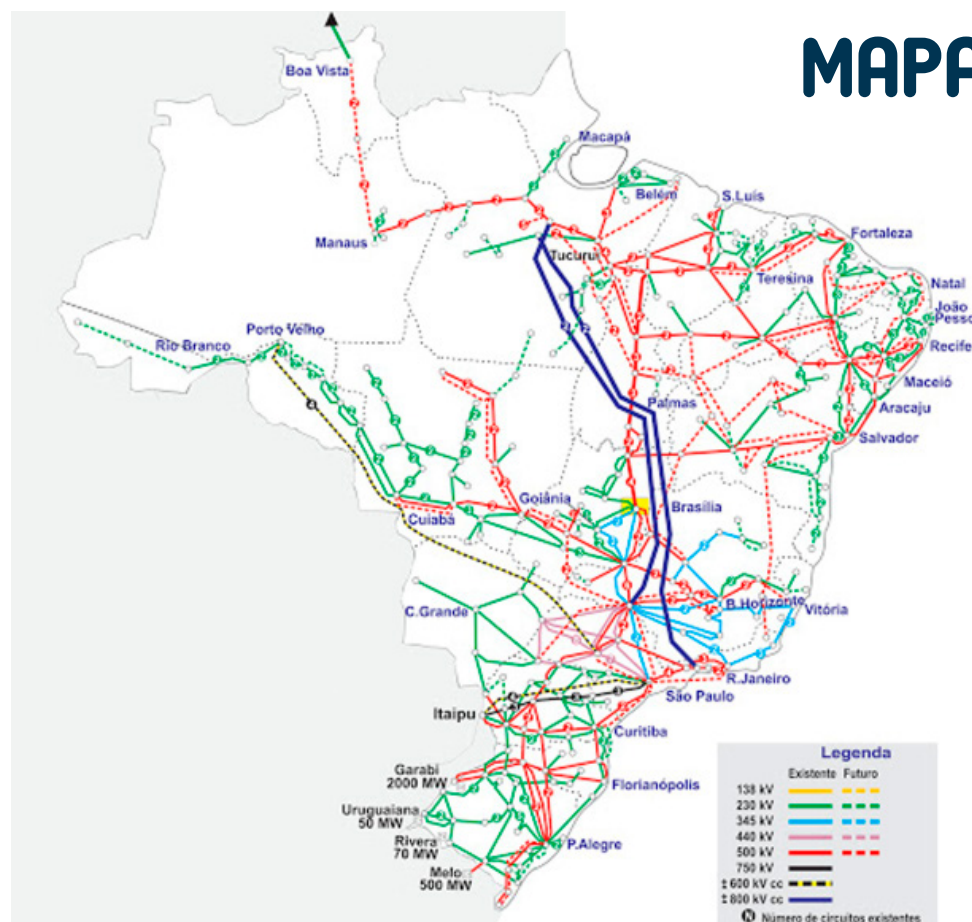 MAPA
Boa Vista
Macapá
Belém
S.Luís
Fortaleza
Manaus
Tucuruí
Teresina
Natal
João
Pesso
Porto Velho
Rio Branco
Recife
Maceió
Palmas
Aracaju
Salvador
Goiânia
Brasília
Cuiabá
C.Grande
B.Horizonte
Vitória
R.Janeiro
São Paulo
Itaipu
Curitiba
Garabi
2000 MW
Florianópolis
Uruguaiana
50 MW
Rivera
70 MW
P.Alegre
Melo
500 MW
Legenda
Existente Futuro
138 kV
230 kV
345 kV
440 kV
500 kV
750 kV
±600 kV cc
±800 kV cc
N Número de circuitos existentes